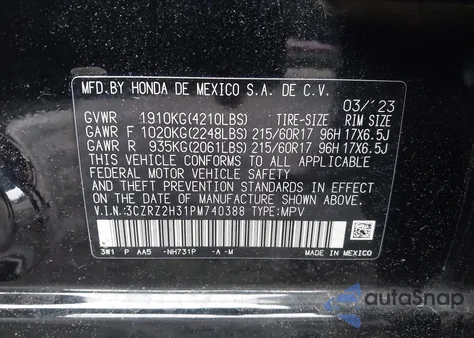 MFD.BY HONDA DE MEXICO S.A. DE C.V.
03/'23
GVWR 1910KG(4210LBS) TIRE-SIZE RIM SIZE
GAWR F 1020KG(2248LBS) 215/60R17 96H 17X6.5J
GAWR R 935KG(2061LBS) 215/60R17 96H 17X6.5J
THIS VEHICLE CONFORMS TO ALL APPLICABLE
FEDERAL MOTOR VEHICLE SAFETY STANDARDS IN EFFECT
ON THE DATE OF MANUFACTURE SHOWN ABOVE.
V.I.N.:3CZRZ2H31PM740388 TYPE:MPV
3W1 P AA5 -NH731P -A -M
MADE IN MEXICO
autoSnap